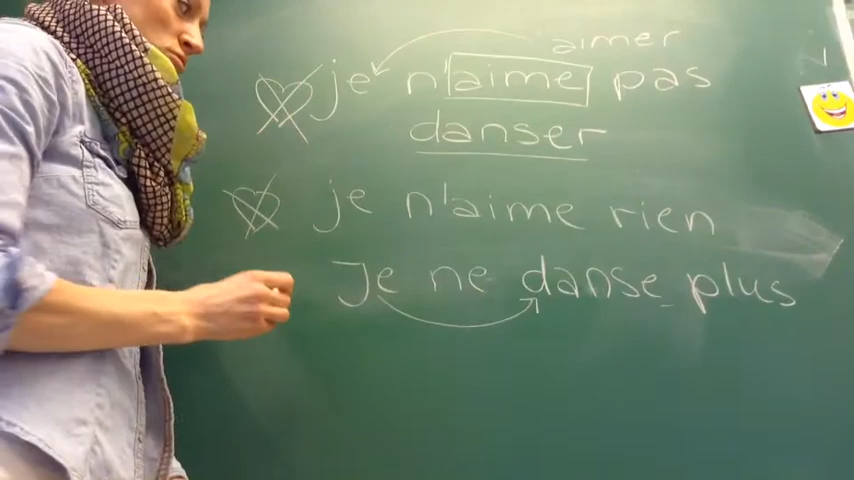 aimer
je n'aime pas
danser
je n'aime rien
Je ne danse plus